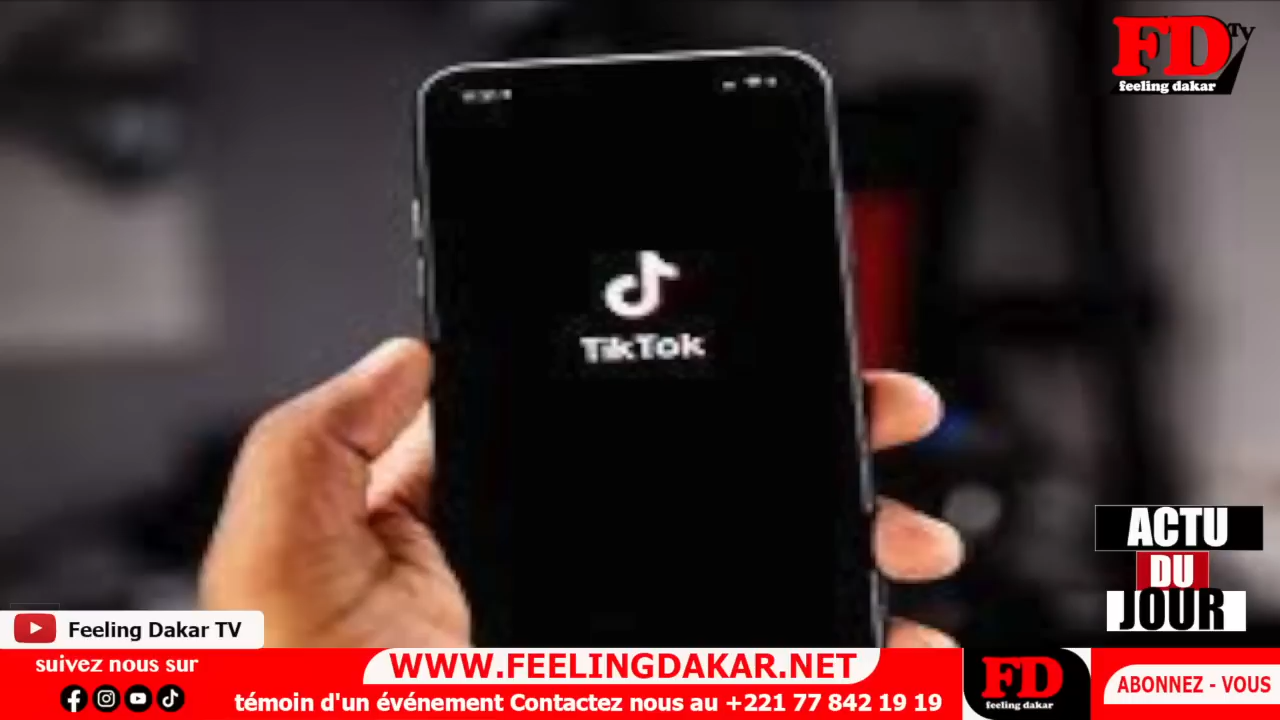 FD Tv
feeling dakar
TikTok
ACTU
DU
JOUR
Feeling Dakar TV
suivez nous sur
WWW.FEELINGDAKAR.NET
témoin d'un événement Contactez nous au +221 77 842 19 19
FD
feeling dakar
ABONNEZ - VOUS